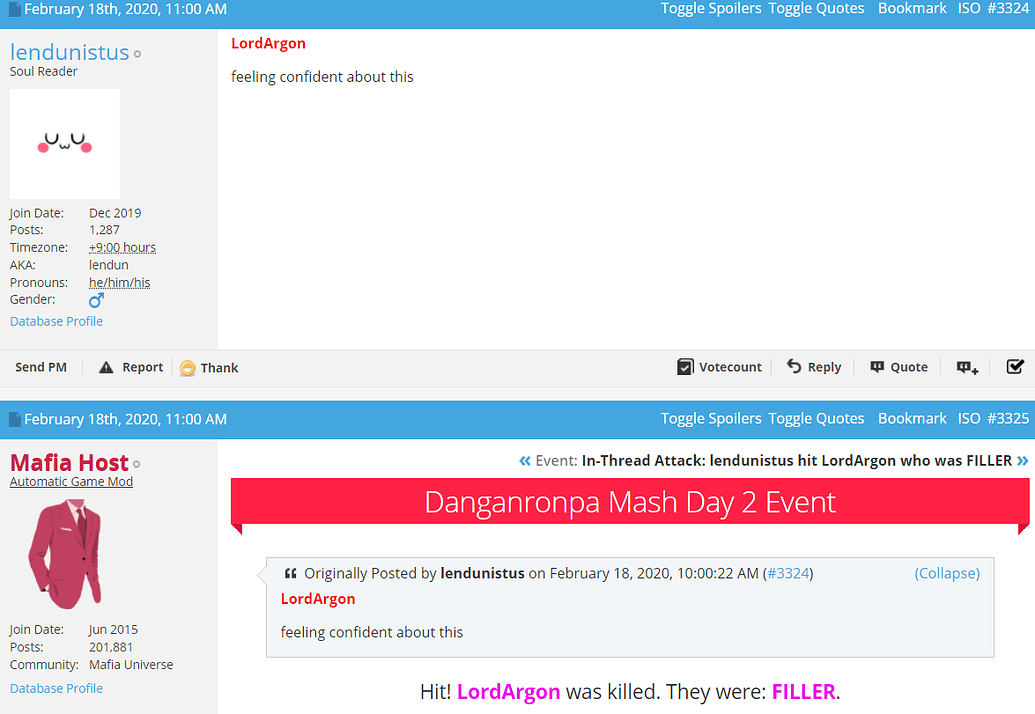 February 18th, 2020, 11:00 AM Toggle Spoilers Toggle Quotes Bookmark ISO #3324
lendunistus
Soul Reader
Join Date: Dec 2019
Posts: 1,287
Timezone: +9:00 hours
AKA: lendun
Pronouns: he/him/his
Gender:
Database Profile
LordArgon
feeling confident about this
Send PM Report Thank Votecount Reply Quote
February 18th, 2020, 11:00 AM Toggle Spoilers Toggle Quotes Bookmark ISO #3325
Mafia Host
Automatic Game Mod
Join Date: Jun 2015
Posts: 201,881
Community: Mafia Universe
Database Profile
« Event: In-Thread Attack: lendunistus hit LordArgon who was FILLER »
Danganronpa Mash Day 2 Event
Originally Posted by lendunistus on February 18, 2020, 10:00:22 AM (#3324) (Collapse)
LordArgon
feeling confident about this
Hit! LordArgon was killed. They were: FILLER.